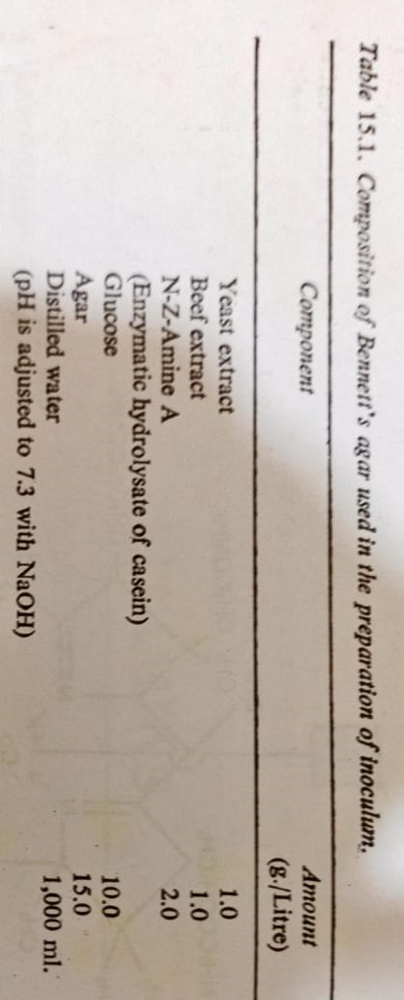 Table 15.1. Composition of Bennett's agar used in the preparation of inoculum.
Component Amount
(g./Litre)
Yeast extract 1.0
Beef extract 1.0
N-Z-Amine A 2.0
(Enzymatic hydrolysate of casein)
Glucose 10.0
Agar 15.0
Distilled water 1,000 ml.
(pH is adjusted to 7.3 with NaOH)